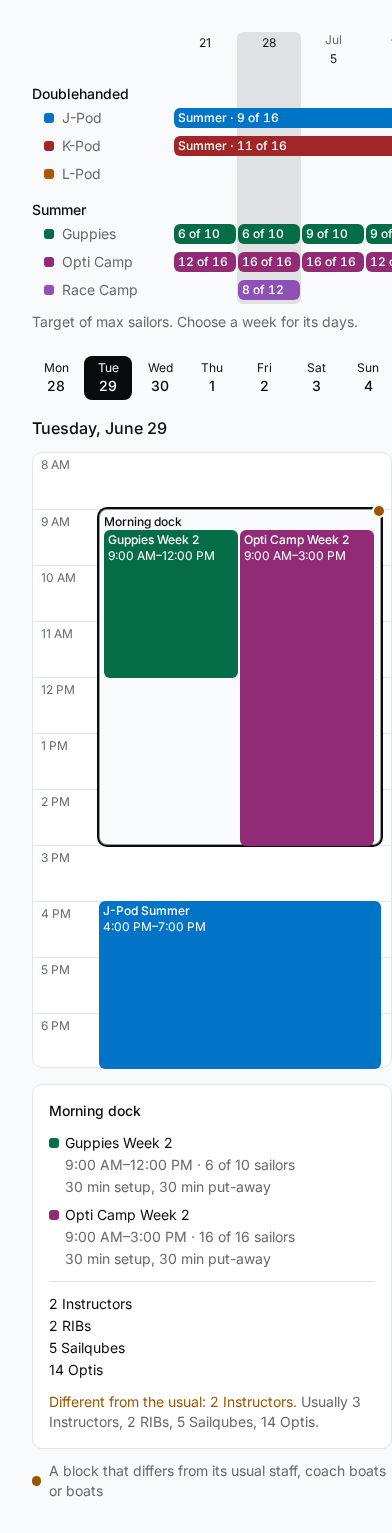 21
28
Jul
5
Doublehanded
J-Pod
Summer · 9 of 16
K-Pod
Summer · 11 of 16
L-Pod
Summer
Guppies
6 of 10
6 of 10
9 of 10
9 of
Opti Camp
12 of 16
16 of 16
16 of 16
12
Race Camp
8 of 12
Target of max sailors. Choose a week for its days.
Mon
28
Tue
29
Wed
30
Thu
1
Fri
2
Sat
3
Sun
4
Tuesday, June 29
8 AM
9 AM
Morning dock
Guppies Week 2
9:00 AM–12:00 PM
Opti Camp Week 2
9:00 AM–3:00 PM
10 AM
11 AM
12 PM
1 PM
2 PM
3 PM
4 PM
J-Pod Summer
4:00 PM–7:00 PM
5 PM
6 PM
Morning dock
Guppies Week 2
9:00 AM–12:00 PM · 6 of 10 sailors
30 min setup, 30 min put-away
Opti Camp Week 2
9:00 AM–3:00 PM · 16 of 16 sailors
30 min setup, 30 min put-away
2 Instructors
2 RIBs
5 Sailqubes
14 Optis
Different from the usual: 2 Instructors. Usually 3
Instructors, 2 RIBs, 5 Sailqubes, 14 Optis.
A block that differs from its usual staff, coach boats
or boats